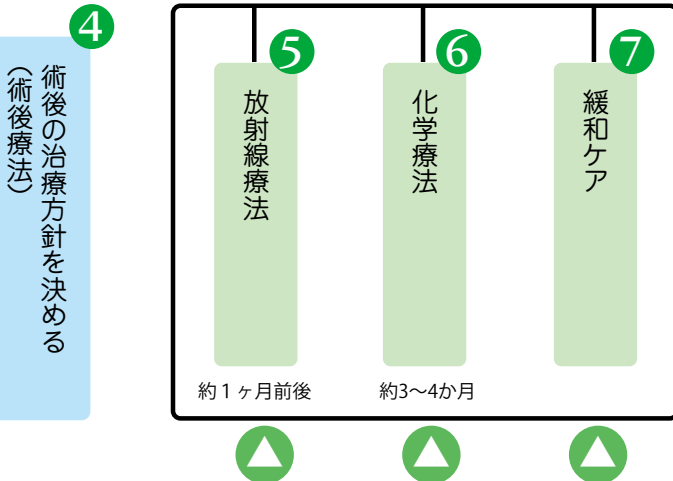 4
術後の治療方針を決める
（術後療法）
5
放射線療法
約１ヶ月前後
6
化学療法
約3〜4か月
7
緩和ケア